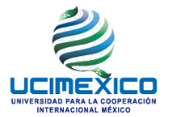 UCIMEXICO
UNIVERSIDAD PARA LA COOPERACIÓN
INTERNACIONAL MÉXICO